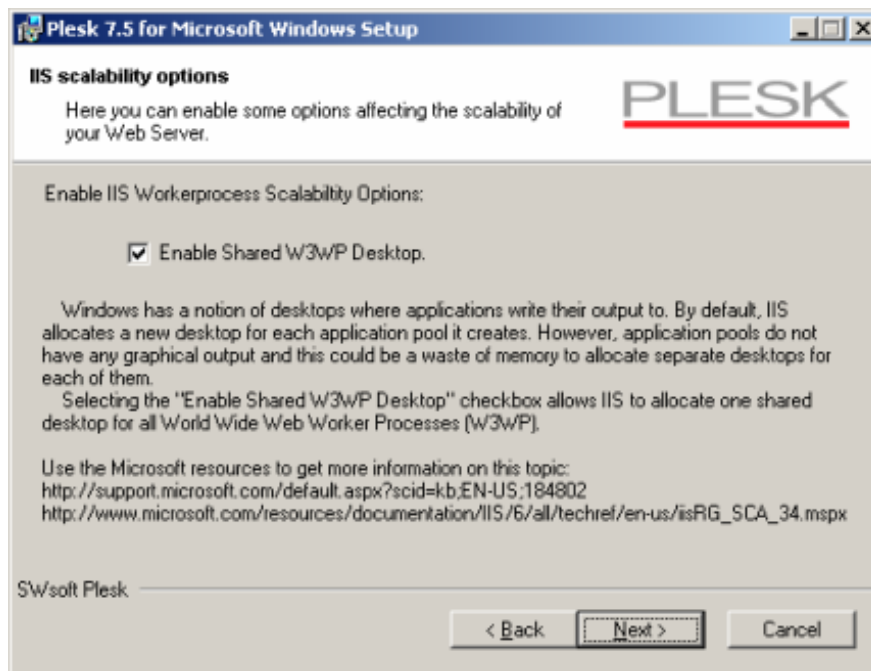 Plesk 7.5 for Microsoft Windows Setup
IIS scalability options
Here you can enable some options affecting the scalability of
your Web Server.
PLESK
Enable IIS Workerprocess Scalabiltity Options:
Enable Shared W3WP Desktop.
Windows has a notion of desktops where applications write their output to. By default, IIS
allocates a new desktop for each application pool it creates. However, application pools do not
have any graphical output and this could be a waste of memory to allocate separate desktops for
each of them.
Selecting the "Enable Shared W3WP Desktop" checkbox allows IIS to allocate one shared
desktop for all World Wide Web Worker Processes (W3WP).
Use the Microsoft resources to get more information on this topic:
http://support.microsoft.com/default.aspx?scid=kb;EN-US;184802
http://www.microsoft.com/resources/documentation/IIS/6/all/techref/en-us/iisRG_SCA_34.mspx
SWsoft Plesk
< Back
Next >
Cancel